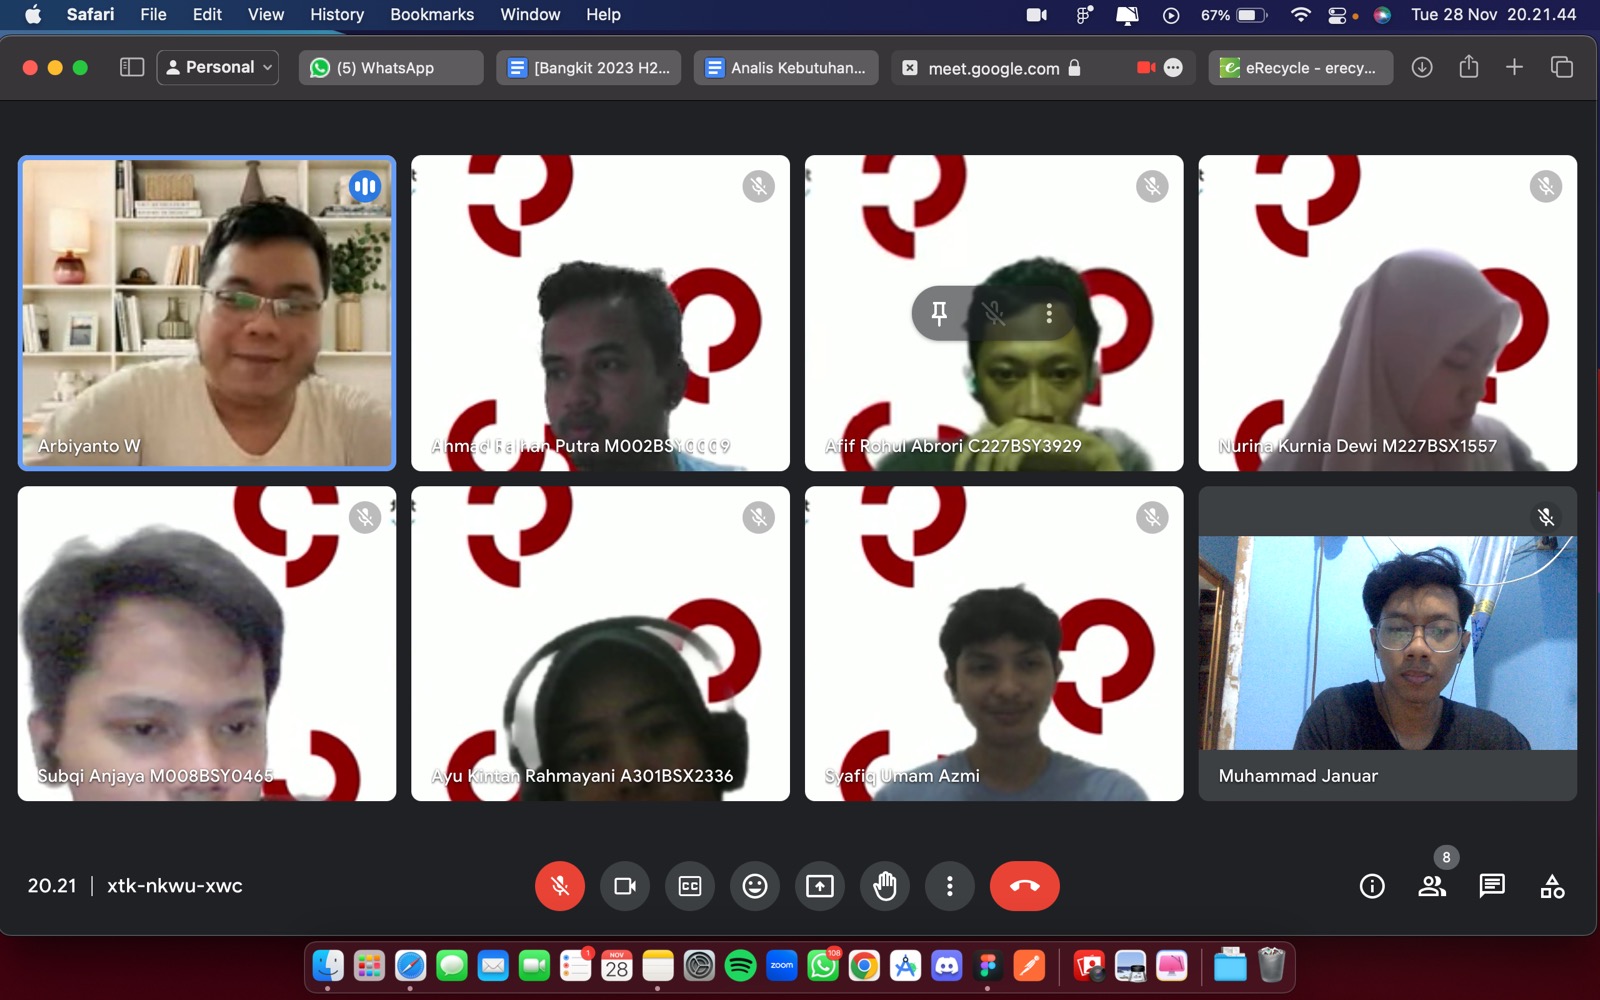 Safari File Edit View History Bookmarks Window Help 67% Tue 28 Nov 20.21.44
Personal (5) WhatsApp [Bangkit 2023 H2... Analis Kebutuhan... meet.google.com eRecycle - erecy...
Arbiyanto W
Ahmad Raihan Putra M002BSY0009
Afif Rohul Abrori C227BSY3929
Nurina Kurnia Dewi M227BSX1557
Subqi Anjaya M008BSY0465
Ayu Kintan Rahmayani A301BSX2336
Syafiq Umam Azmi
Muhammad Januar
20.21 | xtk-nkwu-xwc
CC
8
1
NOV
28
zoom
108